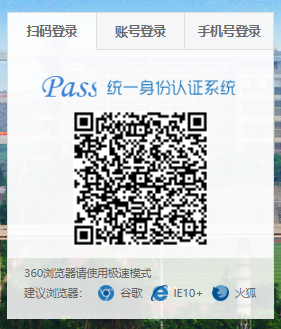 扫码登录 账号登录 手机号登录
Pass 统一身份认证系统
360浏览器请使用极速模式
建议浏览器： 谷歌 IE10+ 火狐